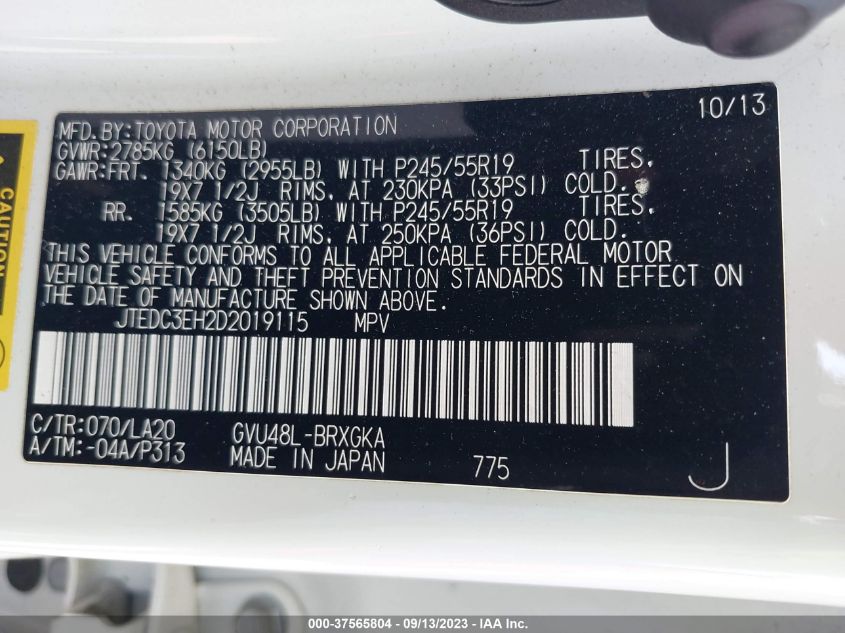 10/13
MFD.BY:TOYOTA MOTOR CORPORATION
GVWR:2785KG (6150LB)
GAWR:FRT. 1340KG (2955LB) WITH P245/55R19 TIRES,
19X7 1/2J RIMS, AT 230KPA (33PSI) COLD.
RR. 1585KG (3505LB) WITH P245/55R19 TIRES,
19X7 1/2J RIMS, AT 250KPA (36PSI) COLD.
THIS VEHICLE CONFORMS TO ALL APPLICABLE FEDERAL MOTOR
VEHICLE SAFETY AND THEFT PREVENTION STANDARDS IN EFFECT ON
THE DATE OF MANUFACTURE SHOWN ABOVE.
JTEDC3EH2D2019115 MPV
C/TR:070/LA20 GVU48L-BRXGKA
A/TM:-04A/P313 MADE IN JAPAN 775 J
CAUTION
000-37565804 - 09/13/2023 - IAA Inc.